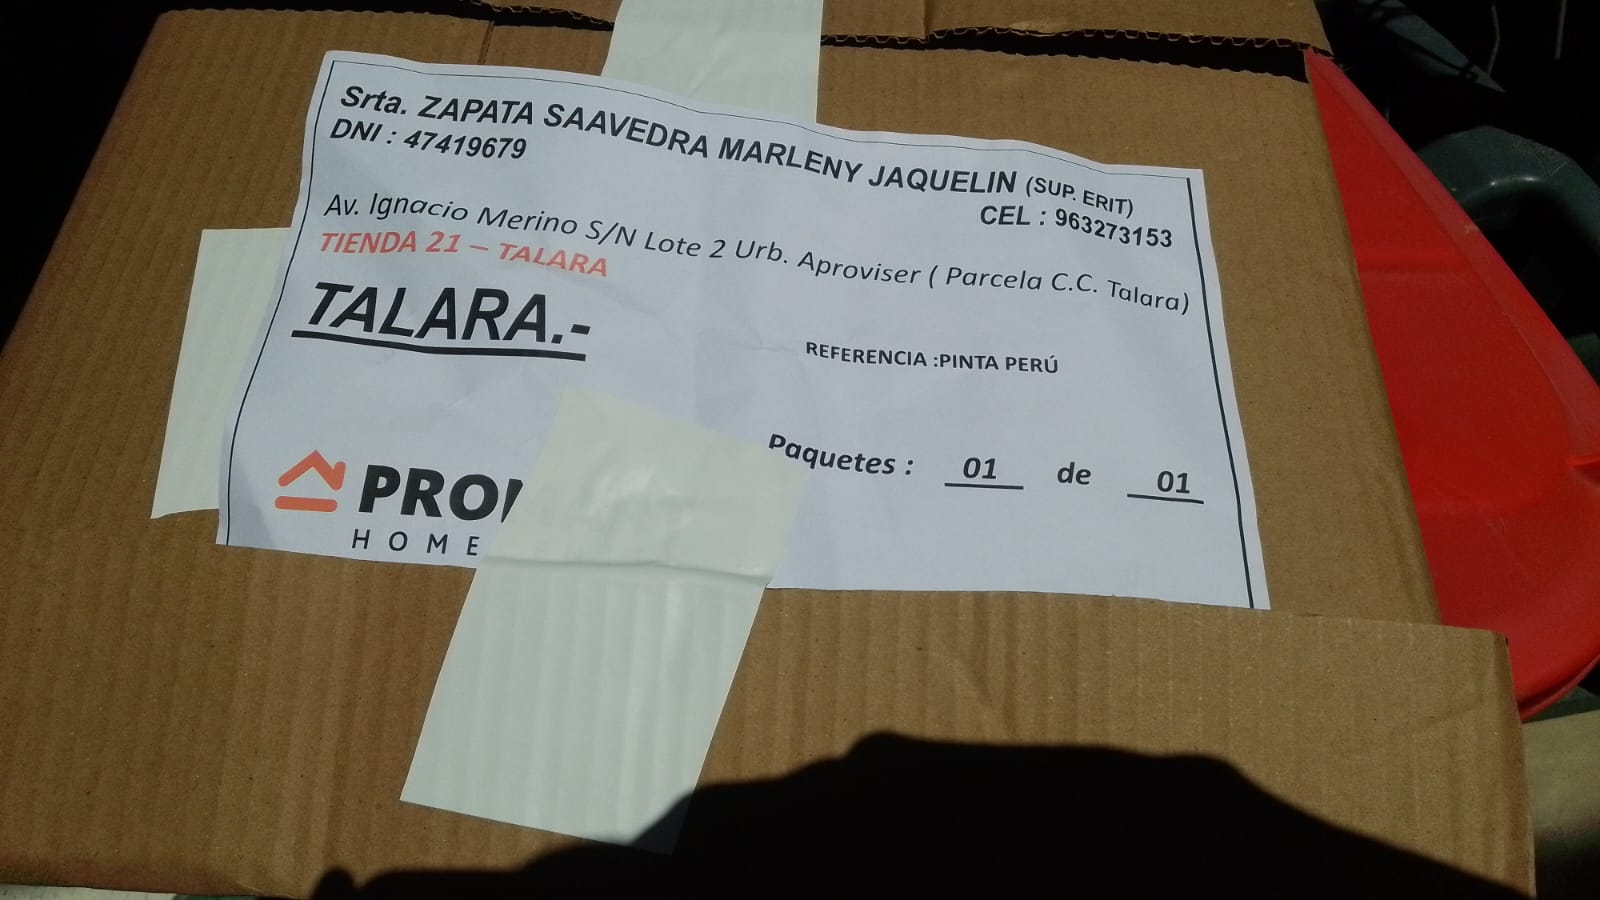 Srta. ZAPATA SAAVEDRA MARLENY JAQUELIN (SUP. ERIT)
DNI : 47419679
CEL : 963273153
Av. Ignacio Merino S/N Lote 2 Urb. Aproviser ( Parcela C.C. Talara)
TIENDA 21 – TALARA
TALARA.-
REFERENCIA :PINTA PERÚ
Paquetes : 01 de 01
HOME